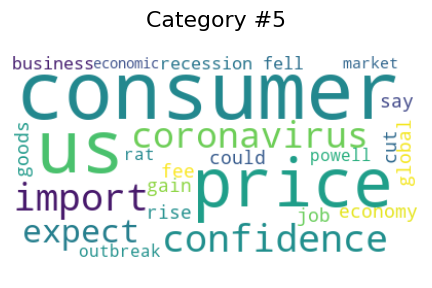 Category #5
business economic recession fell market
consumer say
us coronavirus cut global
goods rat could powell
import fee price
gain
expect rise confidence job economy
outbreak